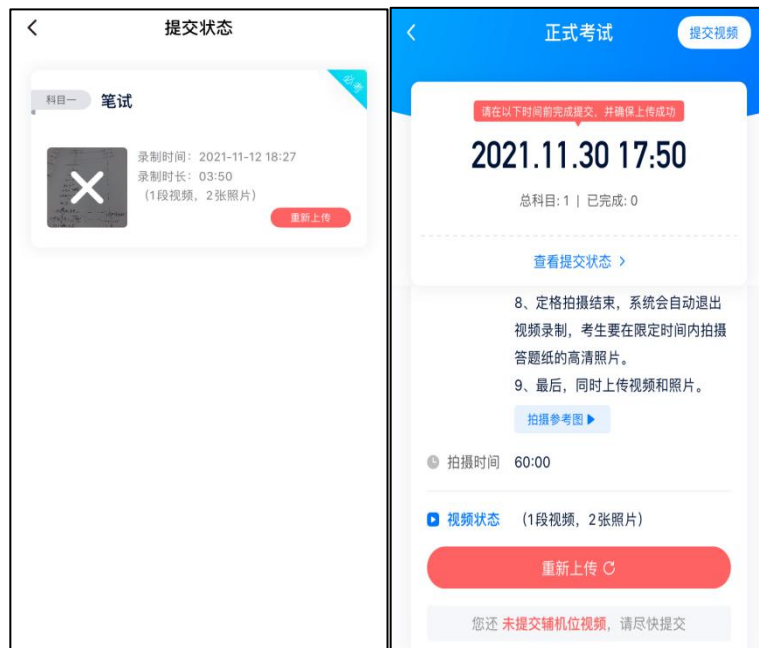 提交状态
必考
科目一 笔试
录制时间：2021-11-12 18:27
录制时长：03:50
（1段视频，2张照片）
重新上传
正式考试
提交视频
请在以下时间前完成提交，并确保上传成功
2021.11.30 17:50
总科目: 1 | 已完成: 0
查看提交状态 >
8、定格拍摄结束，系统会自动退出
视频录制，考生要在限定时间内拍摄
答题纸的高清照片。
9、最后，同时上传视频和照片。
拍摄参考图
拍摄时间 60:00
视频状态 （1段视频，2张照片）
重新上传
您还 未提交辅机位视频，请尽快提交